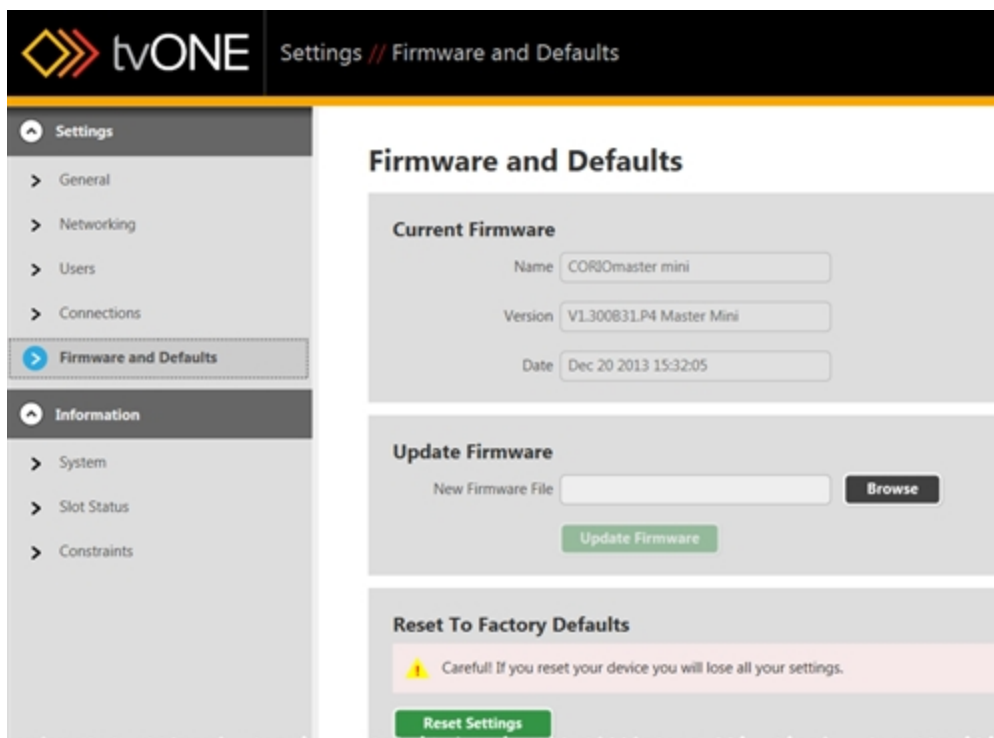 tvONE
Settings // Firmware and Defaults
Settings
General
Networking
Users
Connections
Firmware and Defaults
Information
System
Slot Status
Constraints
Firmware and Defaults
Current Firmware
Name CORIOmaster mini
Version V1.300831.P4 Master Mini
Date Dec 20 2013 15:32:05
Update Firmware
New Firmware File Browse
Update Firmware
Reset To Factory Defaults
Careful! If you reset your device you will lose all your settings.
Reset Settings